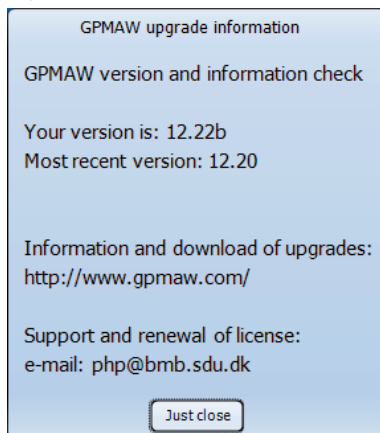 GPMAW upgrade information
GPMAW version and information check
Your version is: 12.22b
Most recent version: 12.20
Information and download of upgrades:
http://www.gpmaw.com/
Support and renewal of license:
e-mail: php@bmb.sdu.dk
Just close